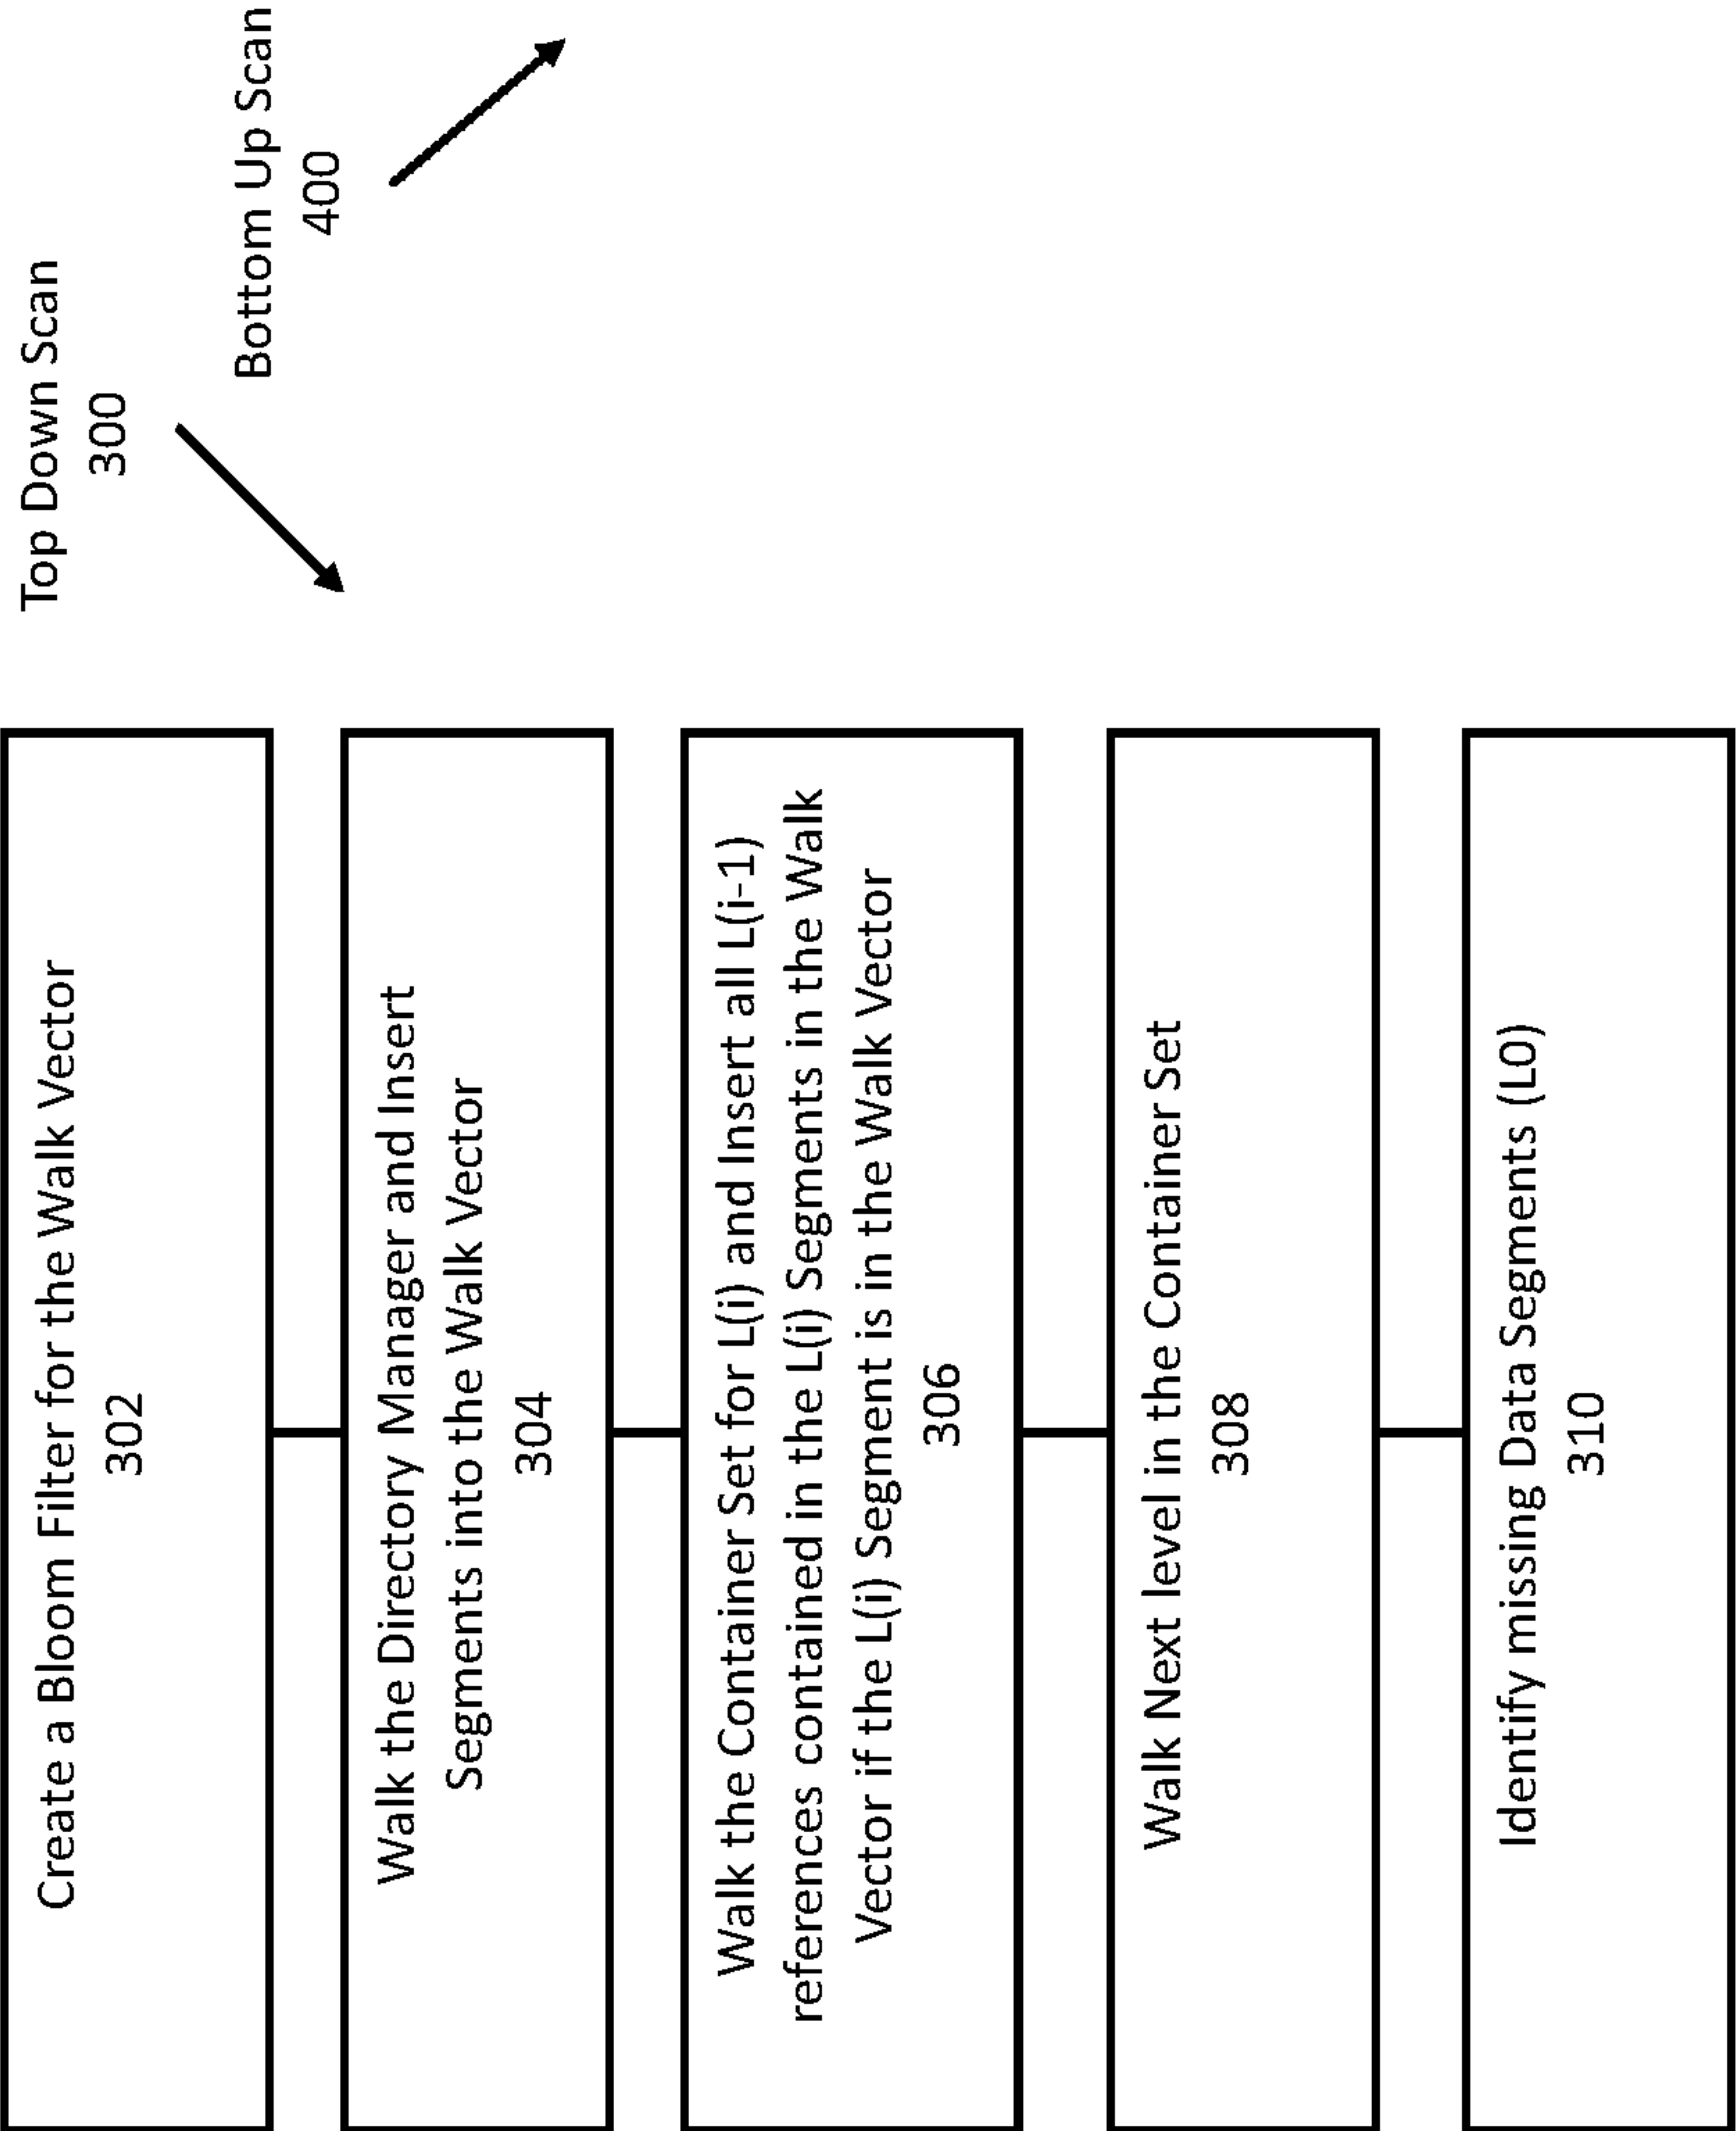 Top Down Scan
300
Bottom Up Scan
400
Create a Bloom Filter for the Walk Vector
302
Walk the Directory Manager and Insert
Segments into the Walk Vector
304
Walk the Container Set for L(i) and Insert all L(i-1)
references contained in the L(i) Segments in the Walk
Vector if the L(i) Segment is in the Walk Vector
306
Walk Next level in the Container Set
308
Identify missing Data Segments (L0)
310